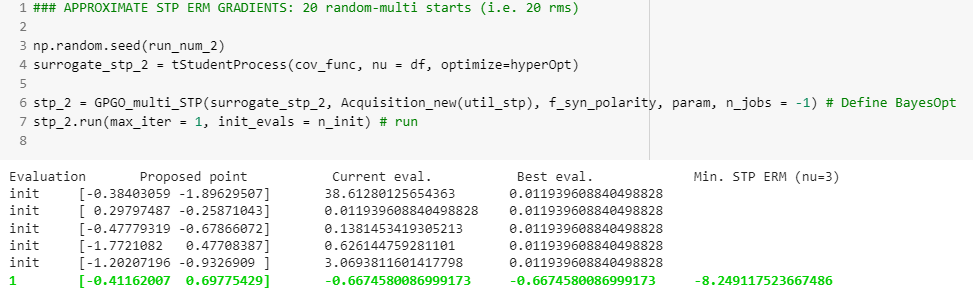 1 ### APPROXIMATE STP ERM GRADIENTS: 20 random-multi starts (i.e. 20 rms)
2
3 np.random.seed(run_num_2)
4 surrogate_stp_2 = tStudentProcess(cov_func, nu = df, optimize=hyperOpt)
5
6 stp_2 = GPGO_multi_STP(surrogate_stp_2, Acquisition_new(util_stp), f_syn_polarity, param, n_jobs = -1) # Define BayesOpt
7 stp_2.run(max_iter = 1, init_evals = n_init) # run
8
Evaluation Proposed point Current eval. Best eval. Min. STP ERM (nu=3)
init [-0.38403059 -1.89629507] 38.61280125654363 0.011939608840498828
init [ 0.29797487 -0.25871043] 0.011939608840498828 0.011939608840498828
init [-0.47779319 -0.67866072] 0.1381453419305213 0.011939608840498828
init [-1.7721082 0.47708387] 0.626144759281101 0.011939608840498828
init [-1.20207196 -0.9326909 ] 3.0693811601417798 0.011939608840498828
1 [-0.41162007 0.69775429] -0.6674580086999173 -0.6674580086999173 -8.249117523667486